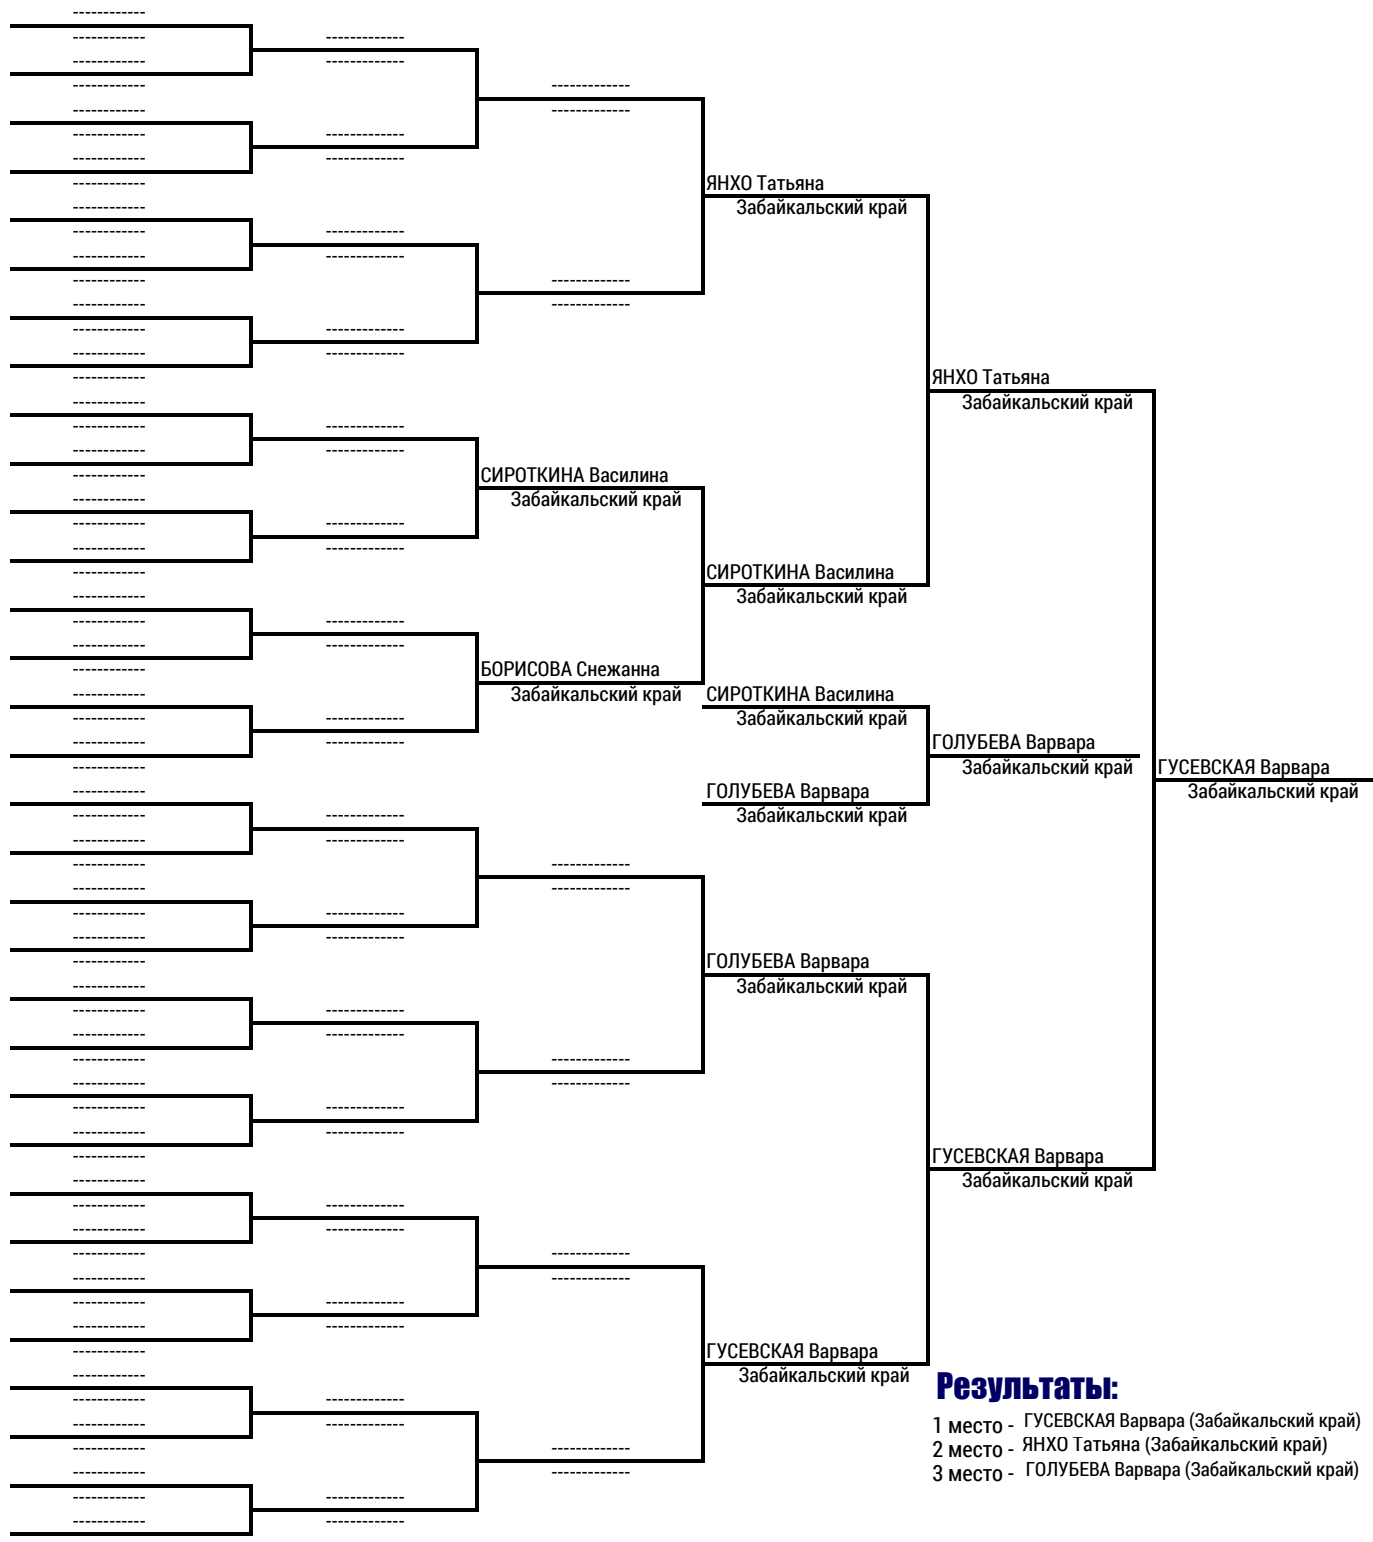 ЯНХО Татьяна
Забайкальский край
ЯНХО Татьяна
Забайкальский край
СИРОТКИНА Василина
Забайкальский край
СИРОТКИНА Василина
Забайкальский край
БОРИСОВА Снежанна
Забайкальский край
СИРОТКИНА Василина
Забайкальский край
ГОЛУБЕВА Варвара
Забайкальский край
ГУСЕВСКАЯ Варвара
Забайкальский край
ГОЛУБЕВА Варвара
Забайкальский край
ГОЛУБЕВА Варвара
Забайкальский край
ГУСЕВСКАЯ Варвара
Забайкальский край
ГУСЕВСКАЯ Варвара
Забайкальский край
Результаты:
1 место - ГУСЕВСКАЯ Варвара (Забайкальский край)
2 место - ЯНХО Татьяна (Забайкальский край)
3 место - ГОЛУБЕВА Варвара (Забайкальский край)